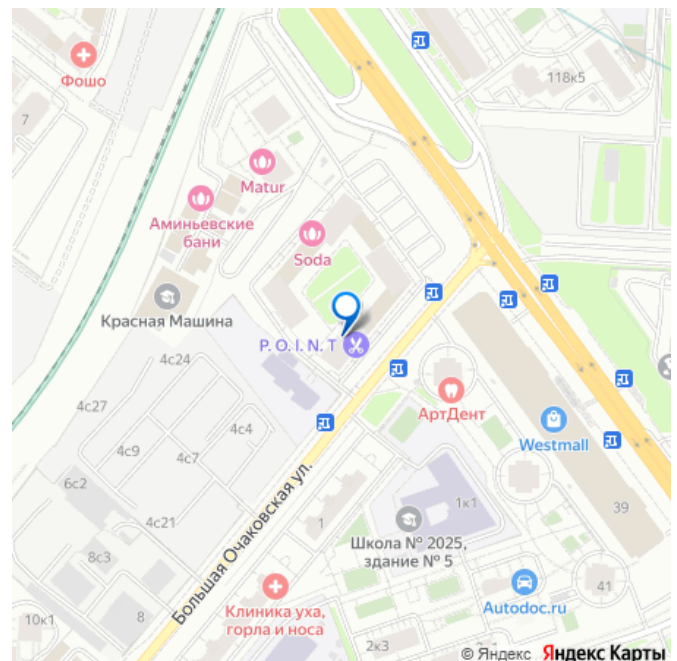 Фошо
7
118к5
Matur
Аминьевские
бани
Soda
Красная Машина
P. O. I. N. T
4с24
4с27
4с4
4с9
4с7
6с2
4с21
8с3
10к1
8
Большая Очаковская ул.
АртДент
Westmall
39
1к1
1
Школа № 2025,
здание № 5
41
Autodoc.ru
Клиника уха,
горла и носа
2к3
2-1
© Яндекс Яндекс Карты